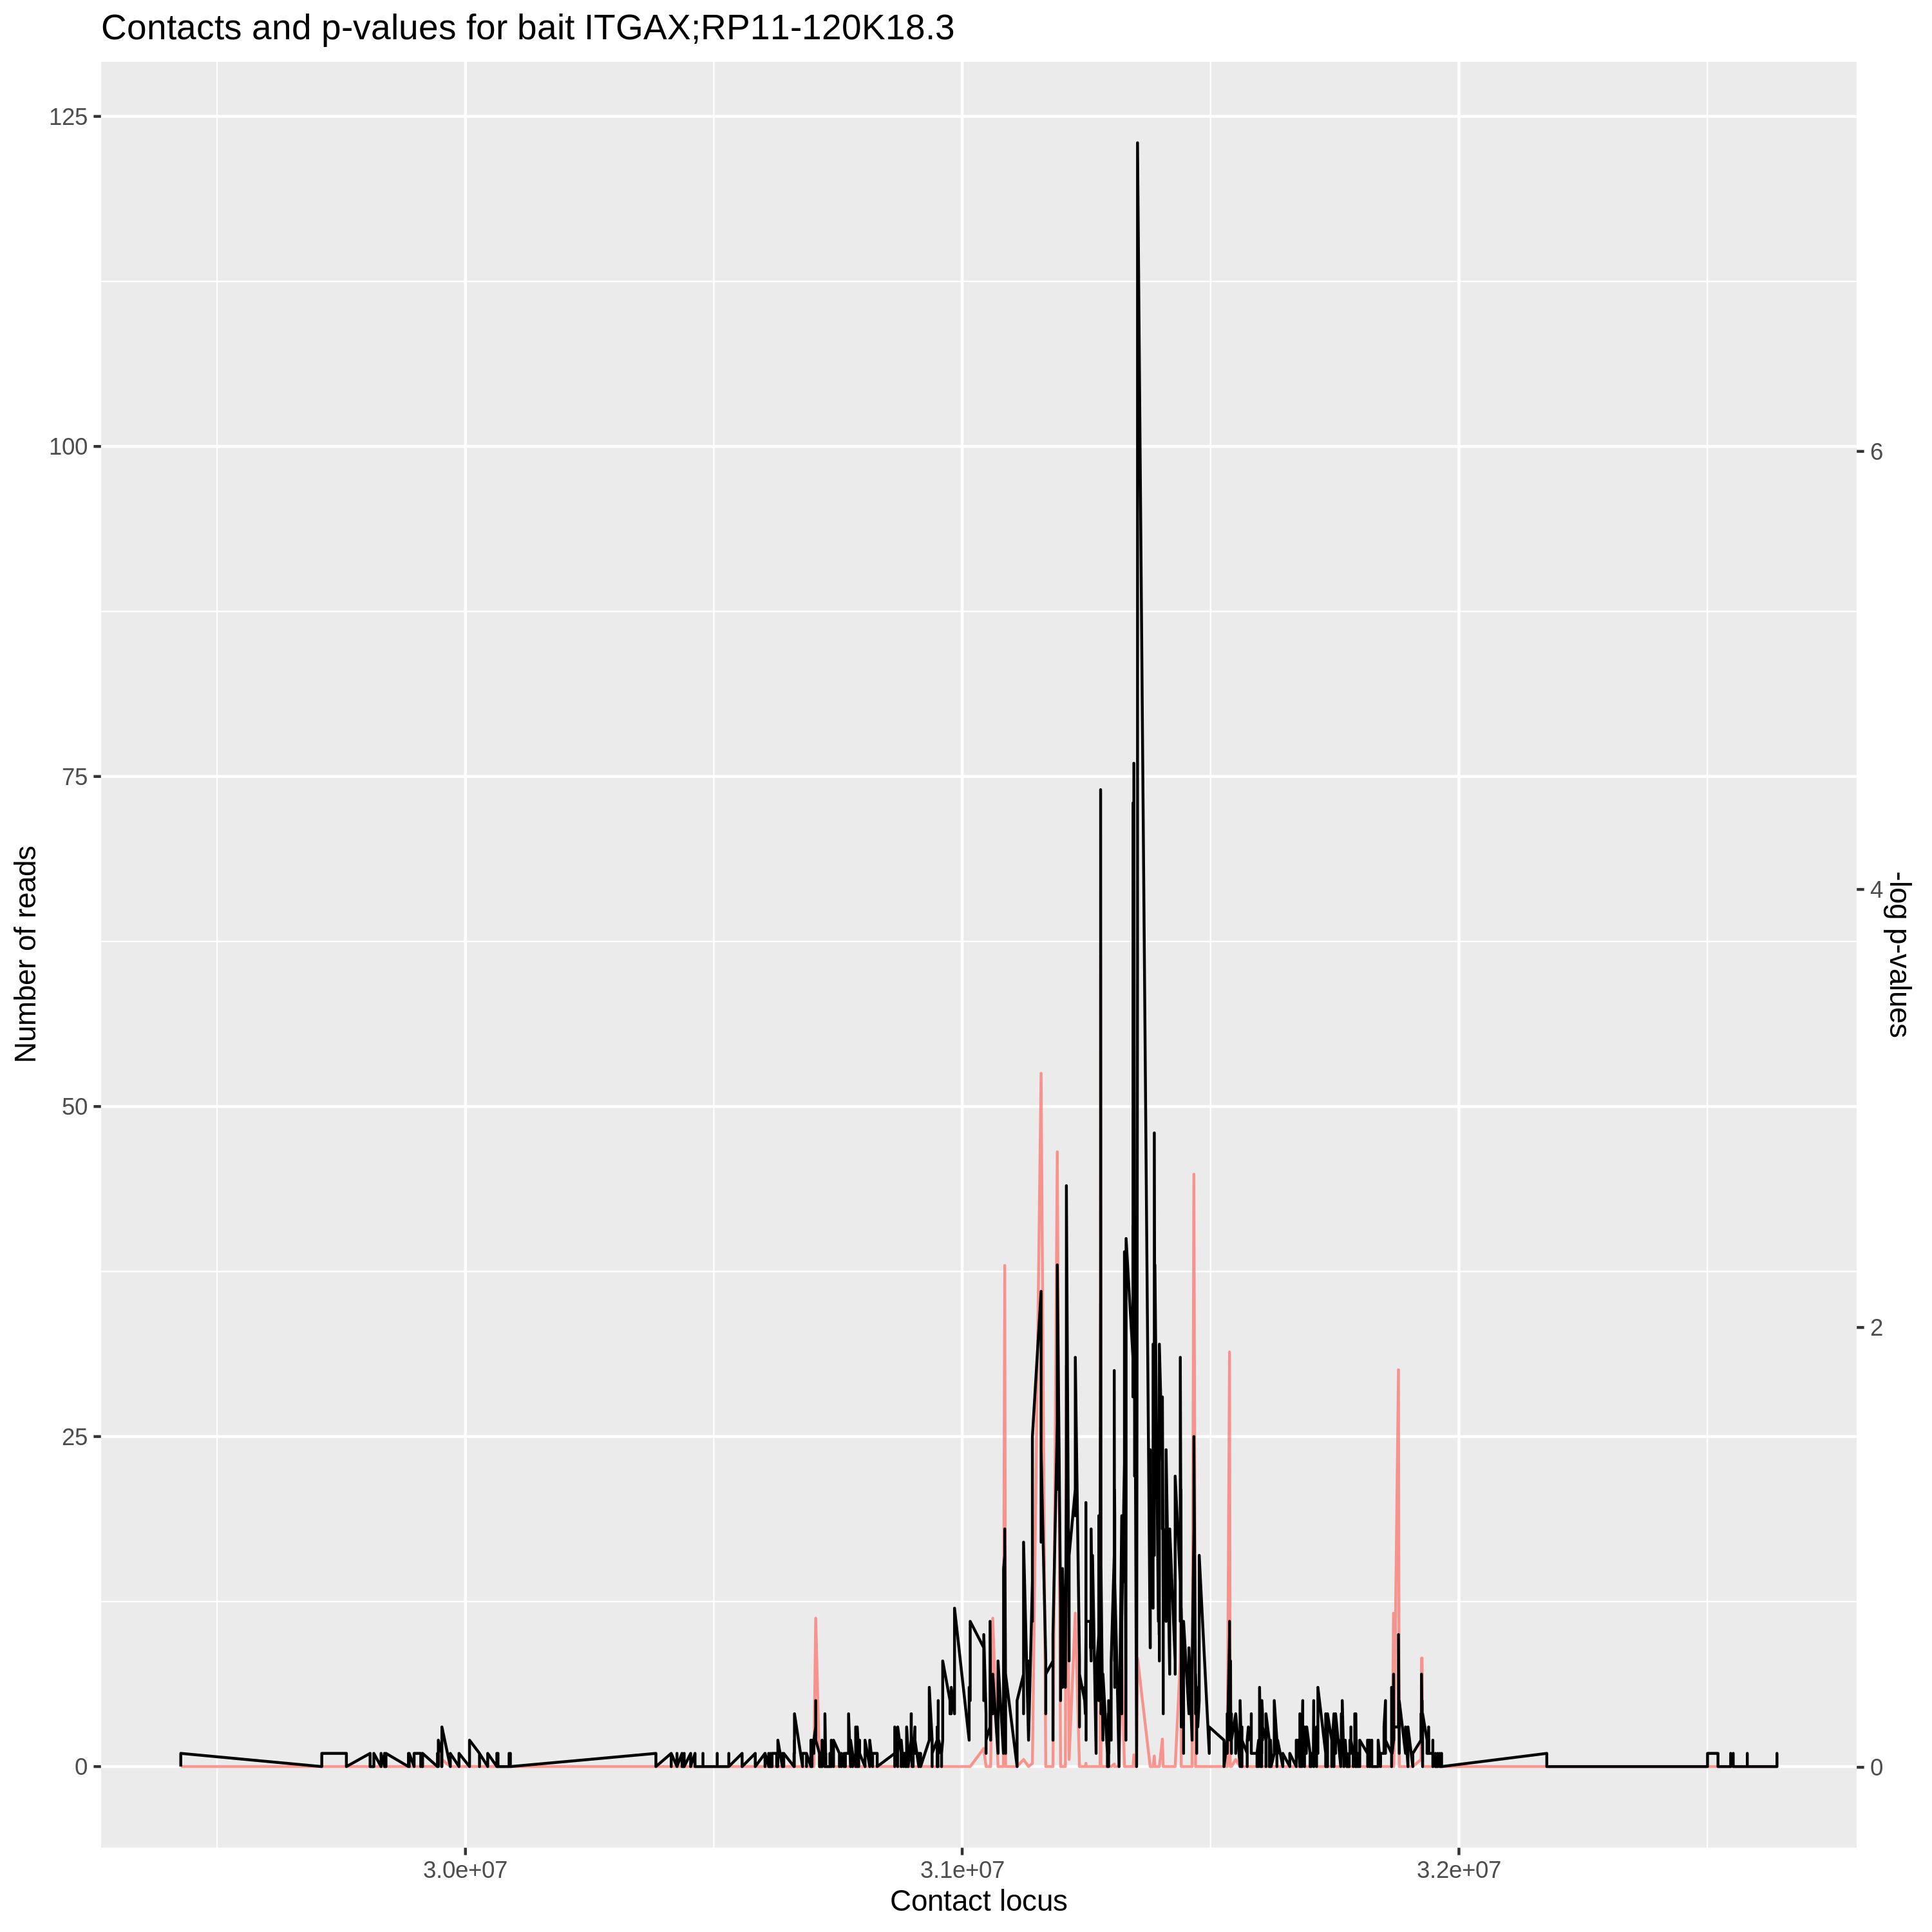 Contacts and p-values for bait ITGAX;RP11-120K18.3
125
100
75
50
25
0
Number of reads
6
4
2
0
-log p-values
3.0e+07
3.1e+07
3.2e+07
Contact locus